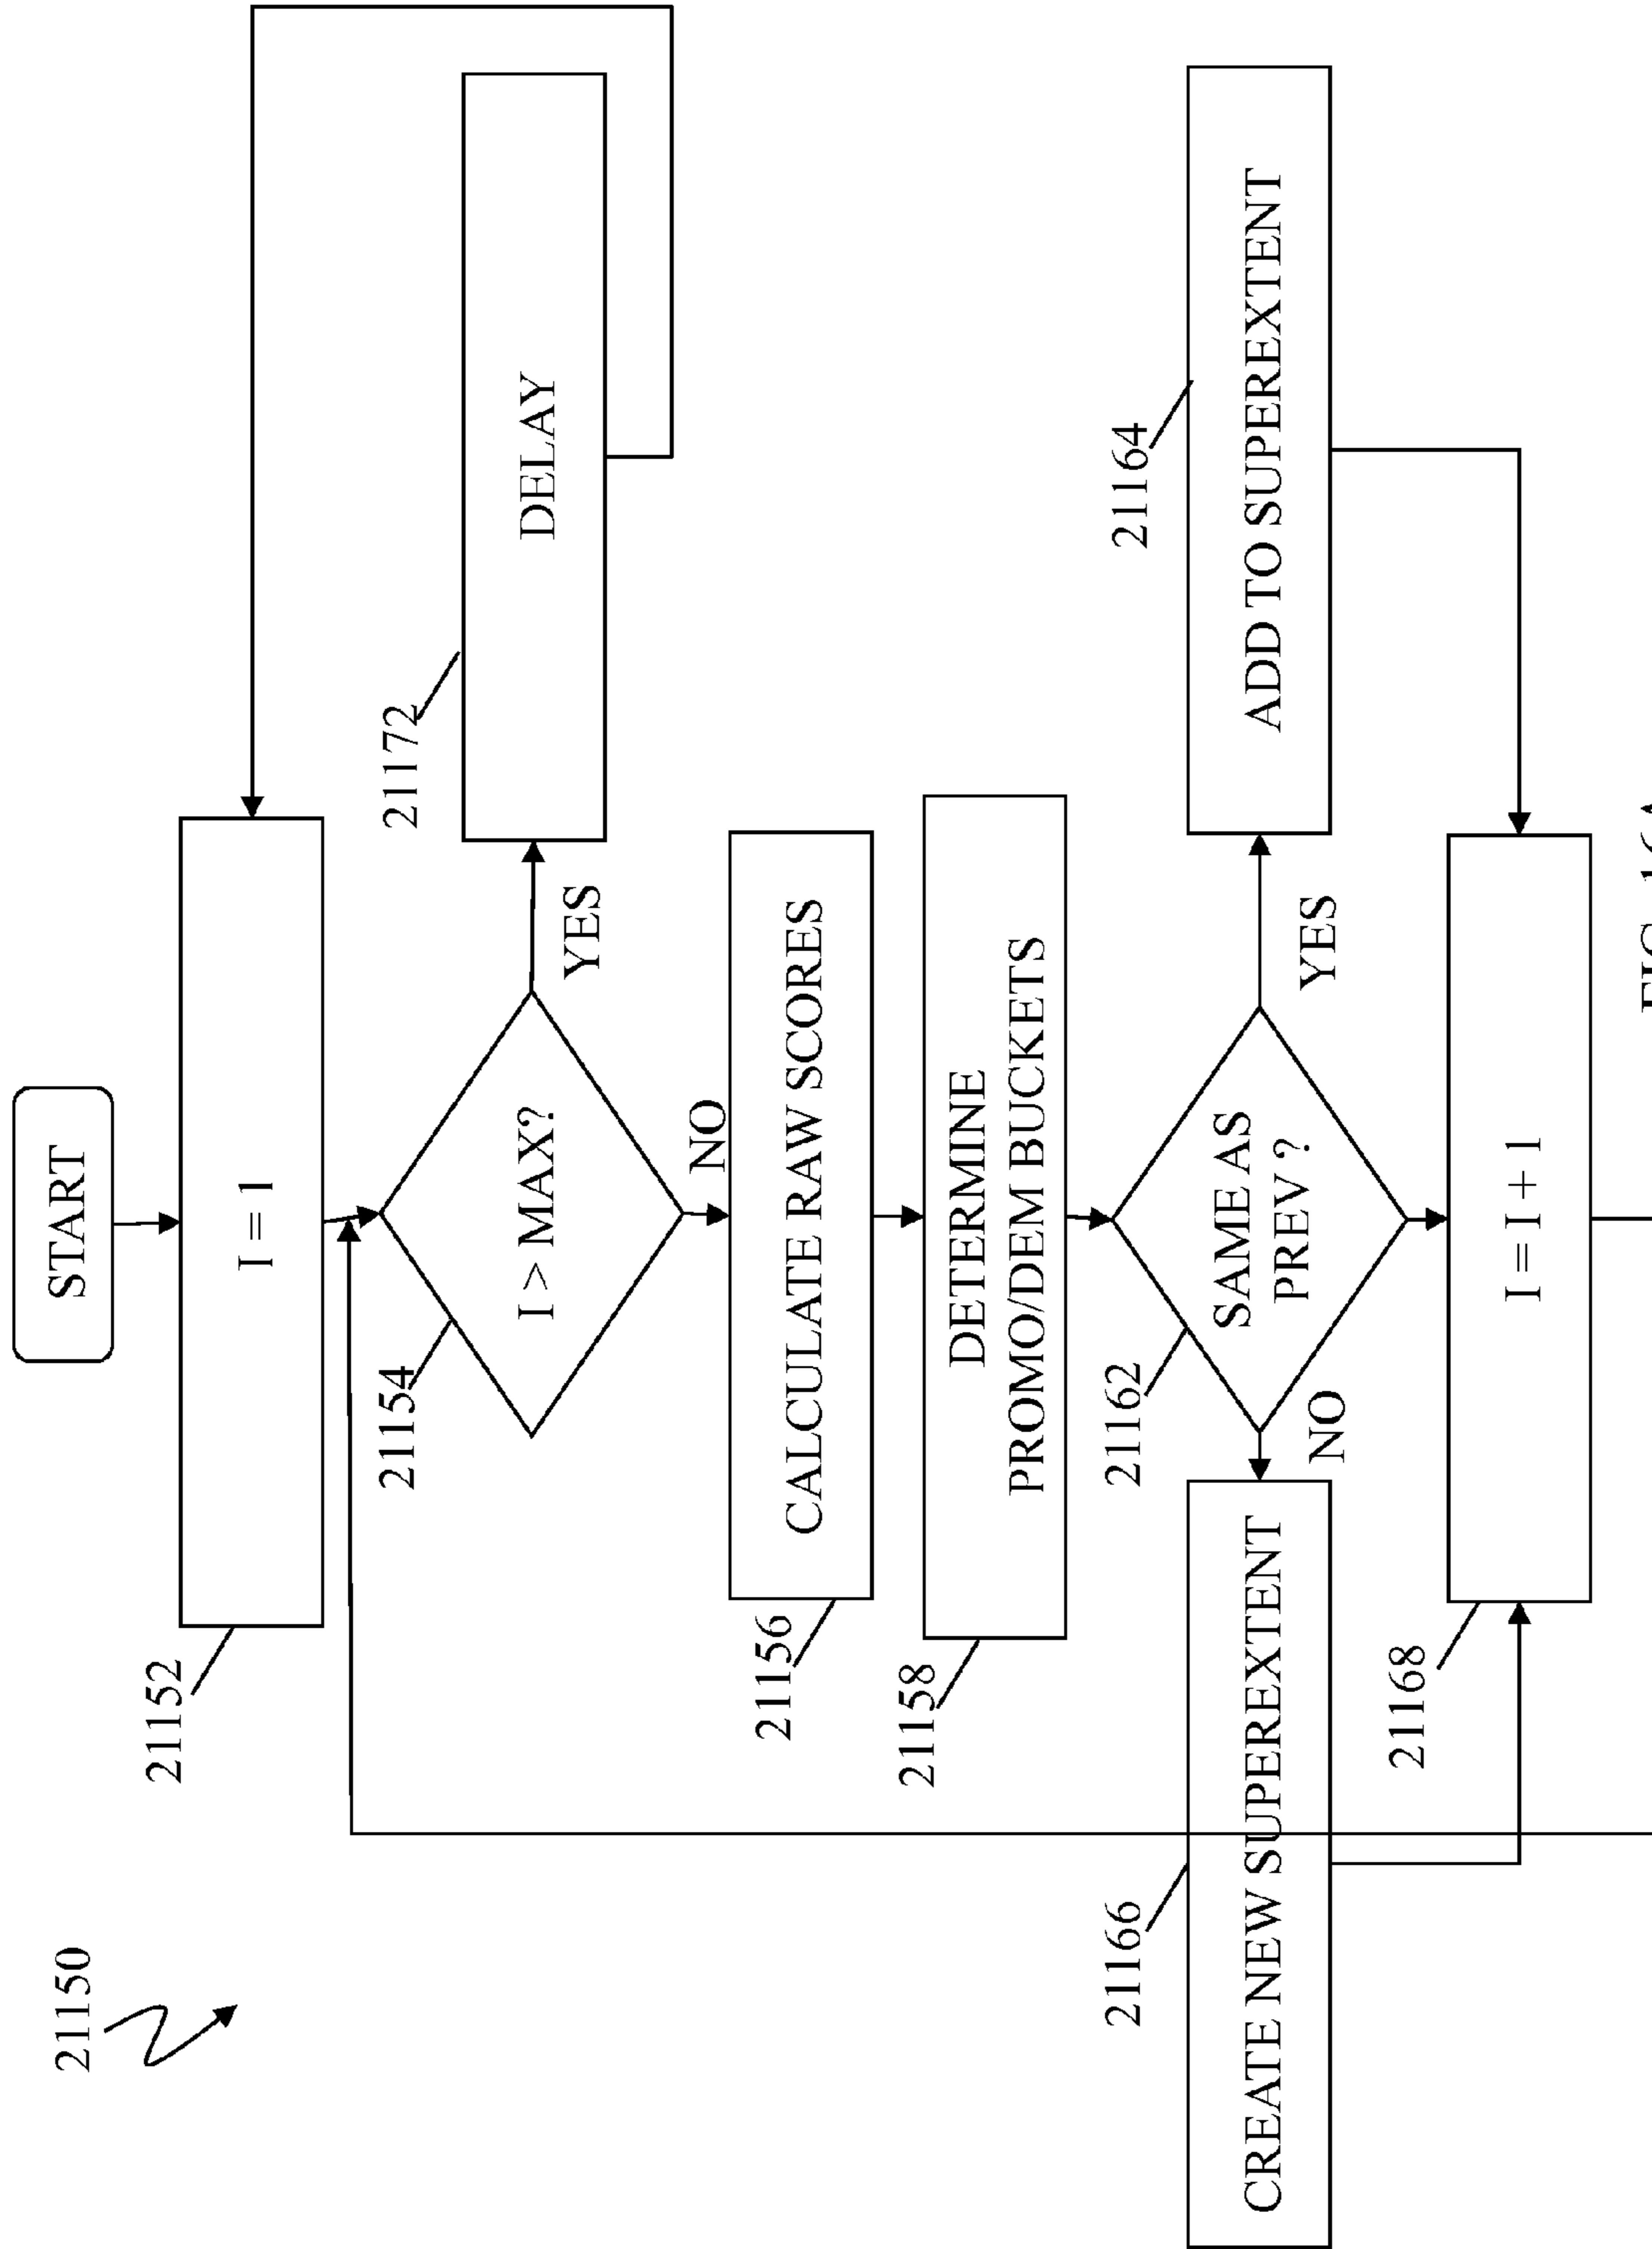 21150
START
21152
I = 1
21154
I > MAX?
YES
21172
DELAY
NO
21156
CALCULATE RAW SCORES
21158
DETERMINE
PROMO/DEM BUCKETS
21162
SAME AS
PREV ?
YES
21164
ADD TO SUPEREXTENT
NO
21166
CREATE NEW SUPEREXTENT
21168
I = I + 1